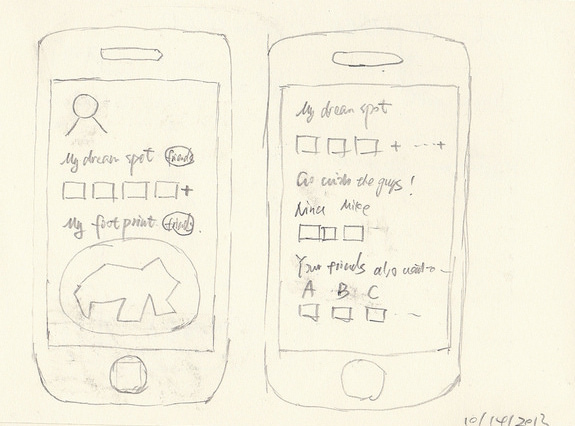 My dream spot friends
+
My foot print friends
My dream spot
+ ... +
Go with the guys!
Nina Mike
Your friends also want to
A B C
10/14/2013